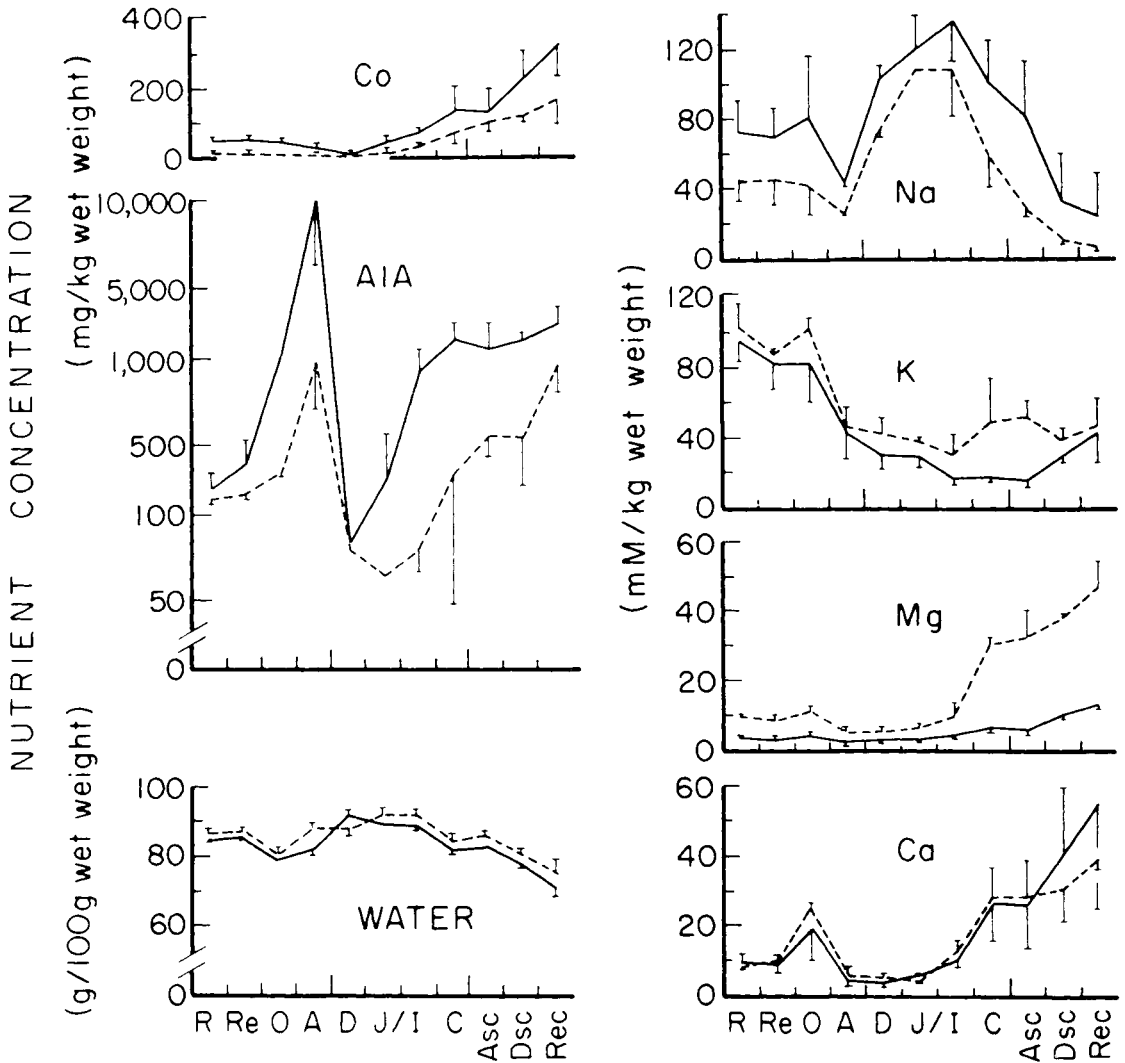 NUTRIENT CONCENTRATION
(mg/kg wet weight)
400
200
0
Co
10,000
5,000
1,000
500
100
50
0
AIA
(g/100g wet weight)
100
80
60
0
WATER
R Re O A D J/I C Asc Dsc Rec
(mM/kg wet weight)
120
80
40
0
Na
120
80
40
0
K
60
40
20
0
Mg
60
40
20
0
Ca
R Re O A D J/I C Asc Dsc Rec